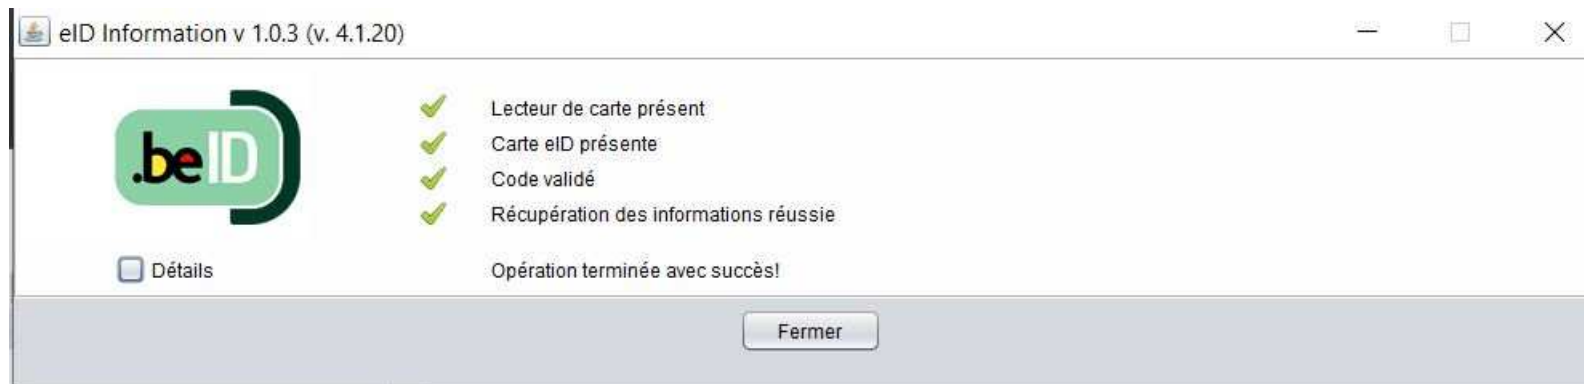 eID Information v 1.0.3 (v. 4.1.20)
.beID
Lecteur de carte présent
Carte eID présente
Code validé
Récupération des informations réussie
Détails
Opération terminée avec succès!
Fermer